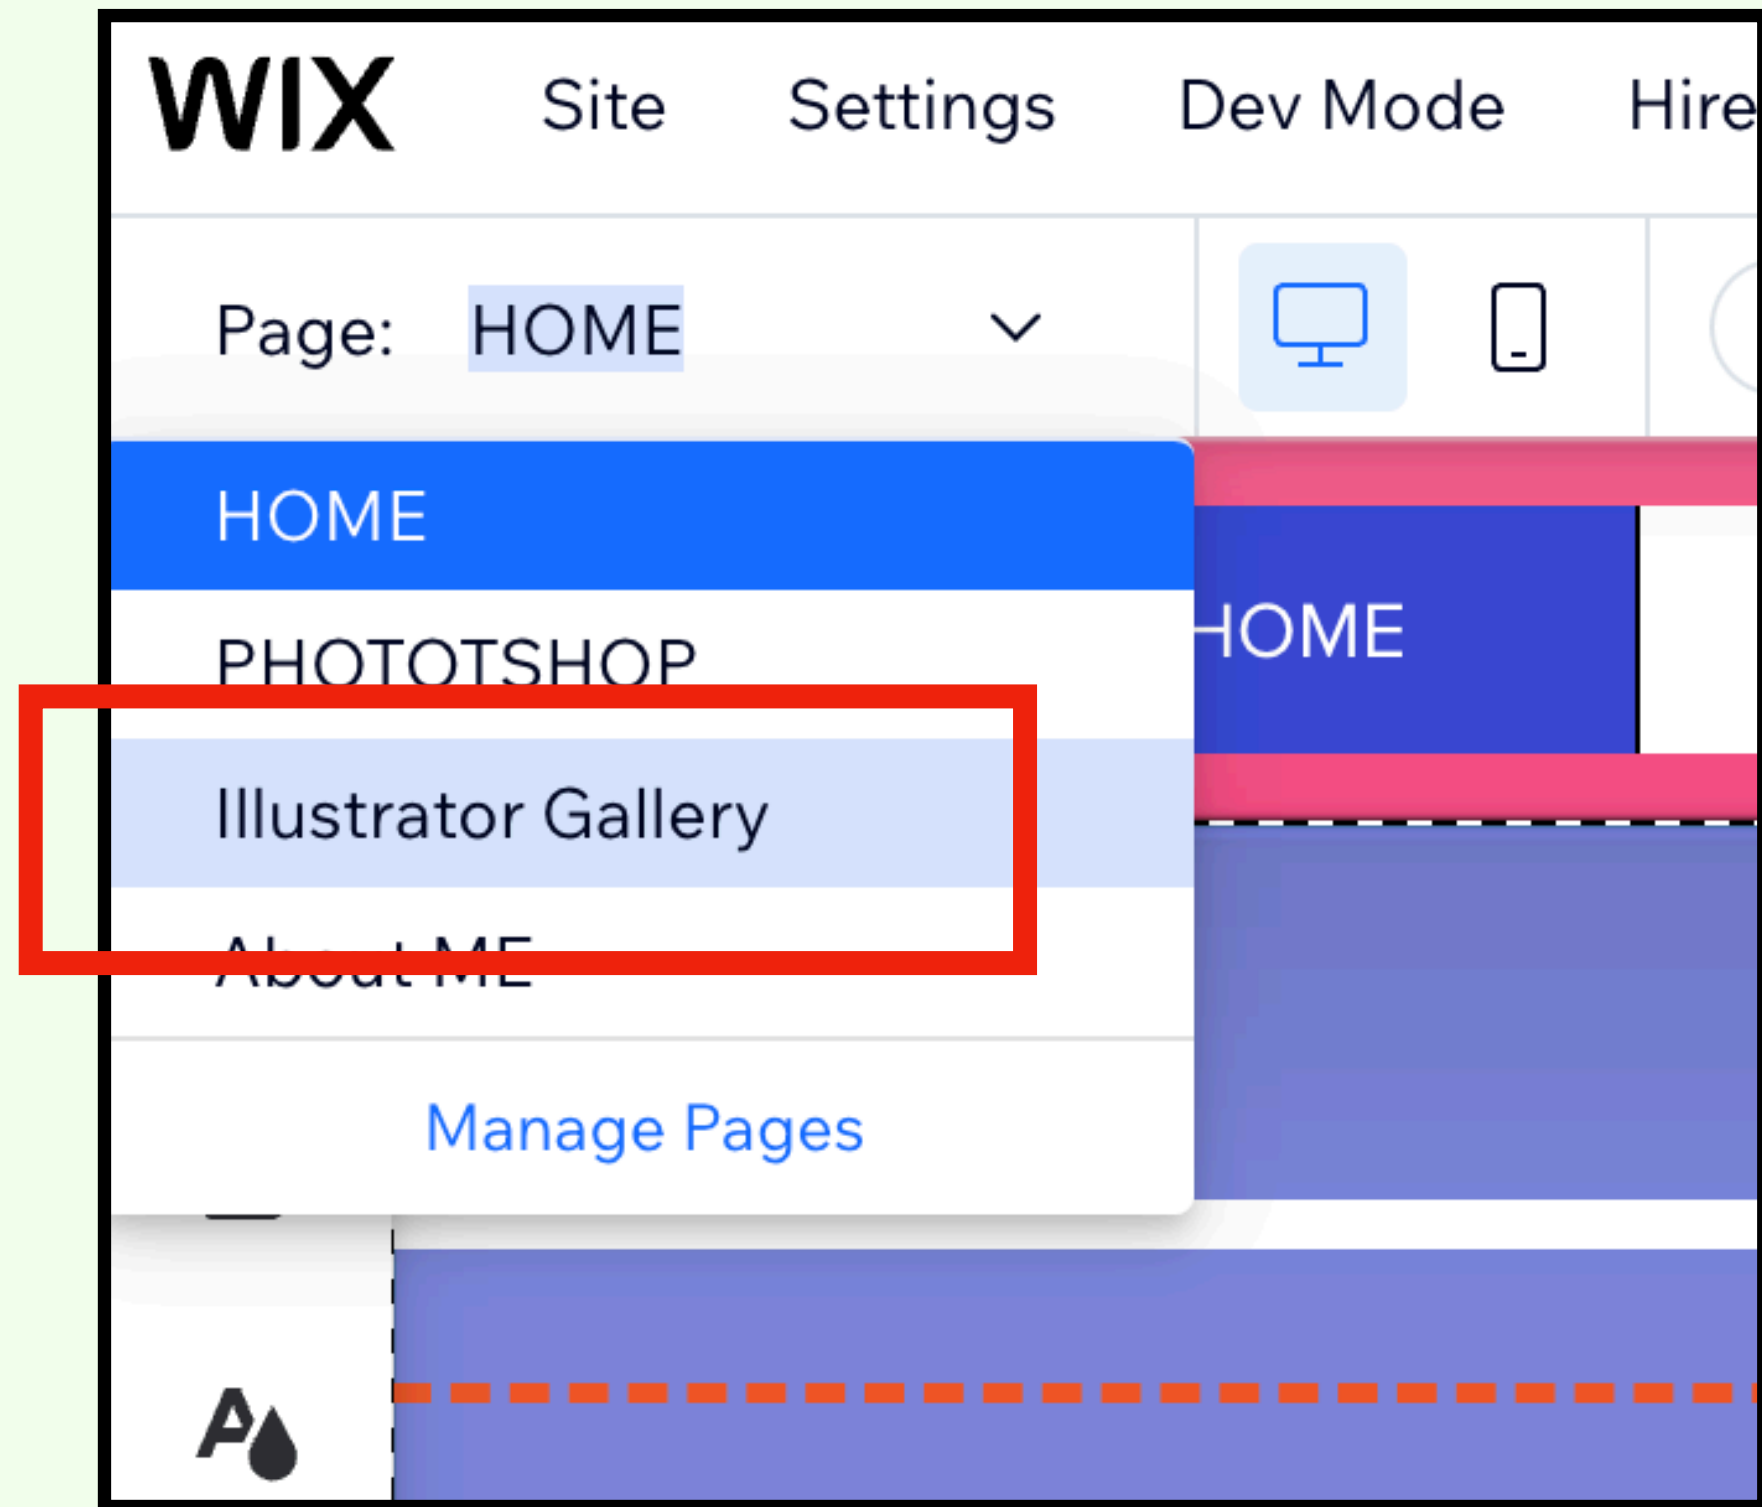 WIX Site Settings Dev Mode Hire
Page: HOME
HOME
PHOTOTSHOP
HOME
Illustrator Gallery
About ME
Manage Pages